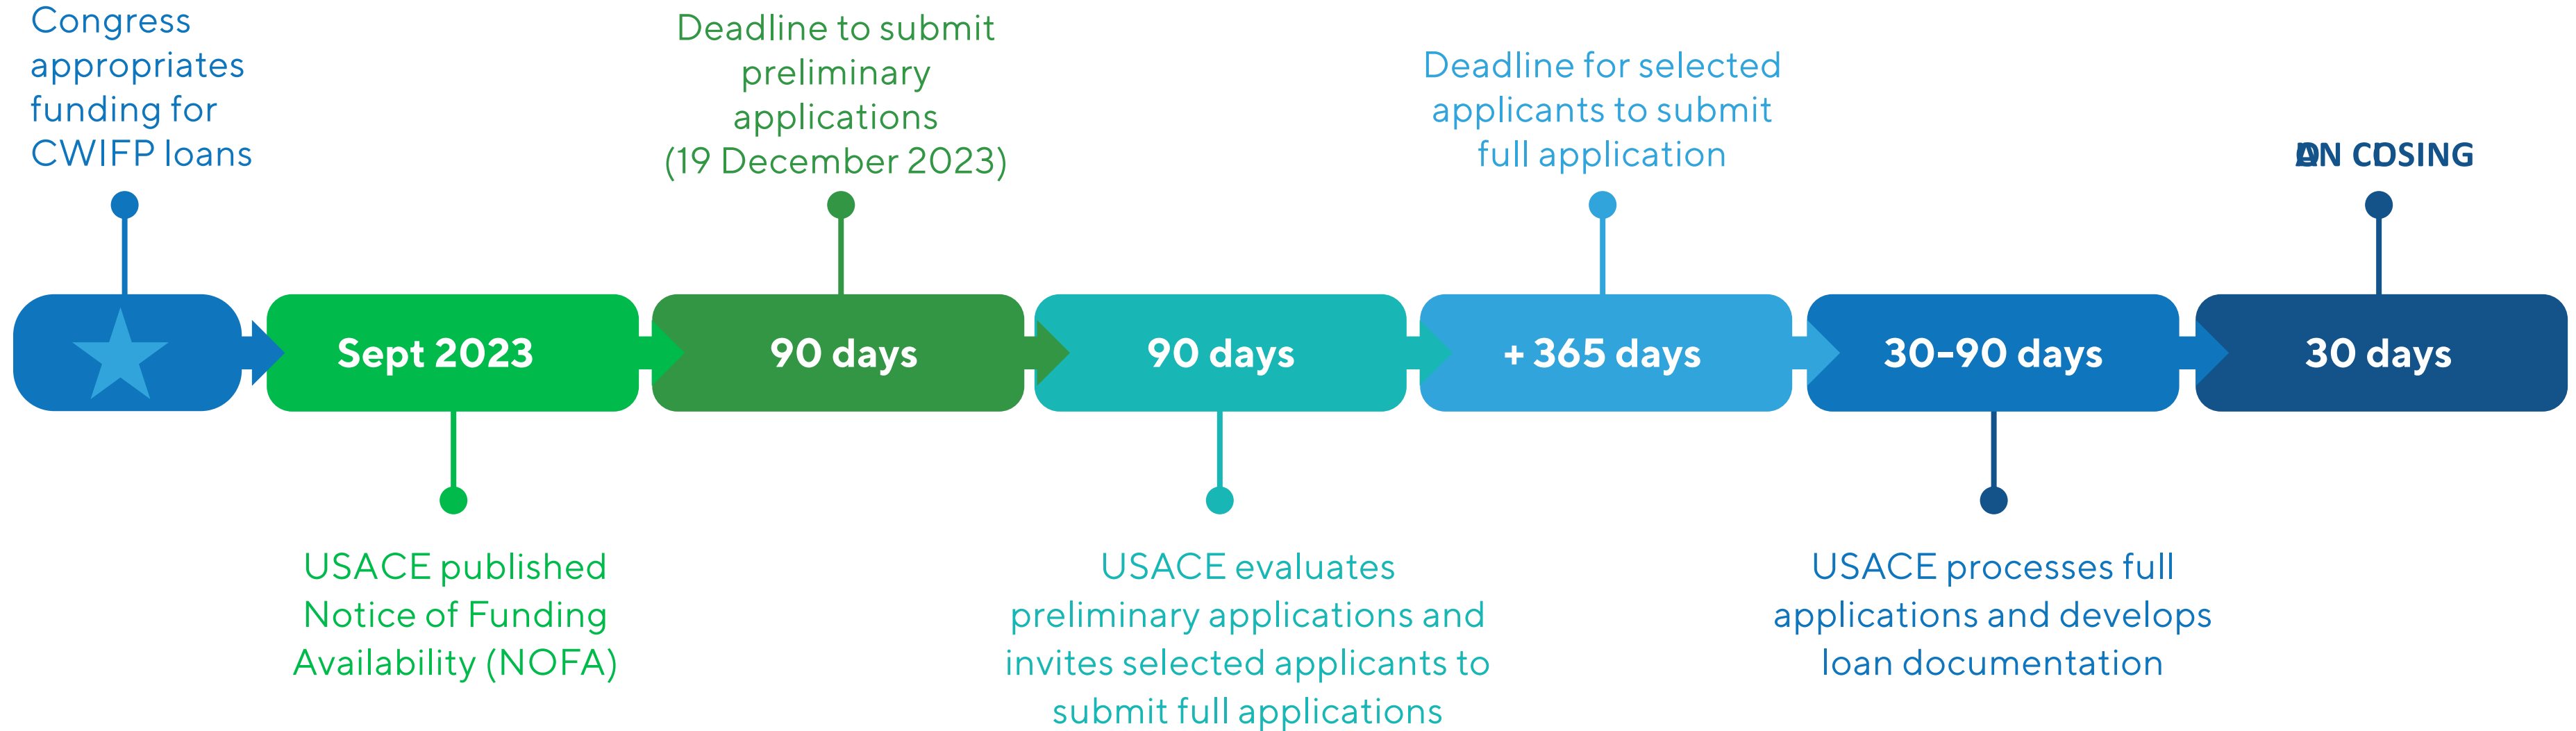 Congress
appropriates
funding for
CWIFP loans
Deadline to submit
preliminary
applications
(19 December 2023)
Deadline for selected
applicants to submit
full application
Sept 2023
90 days
90 days
+ 365 days
30-90 days
30 days
USACE published
Notice of Funding
Availability (NOFA)
USACE evaluates
preliminary applications and
invites selected applicants to
submit full applications
USACE processes full
applications and develops
loan documentation